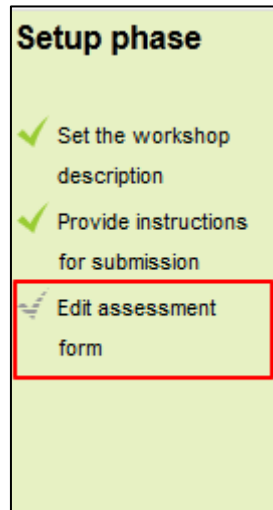 Setup phase
Set the workshop
description
Provide instructions
for submission
Edit assessment
form